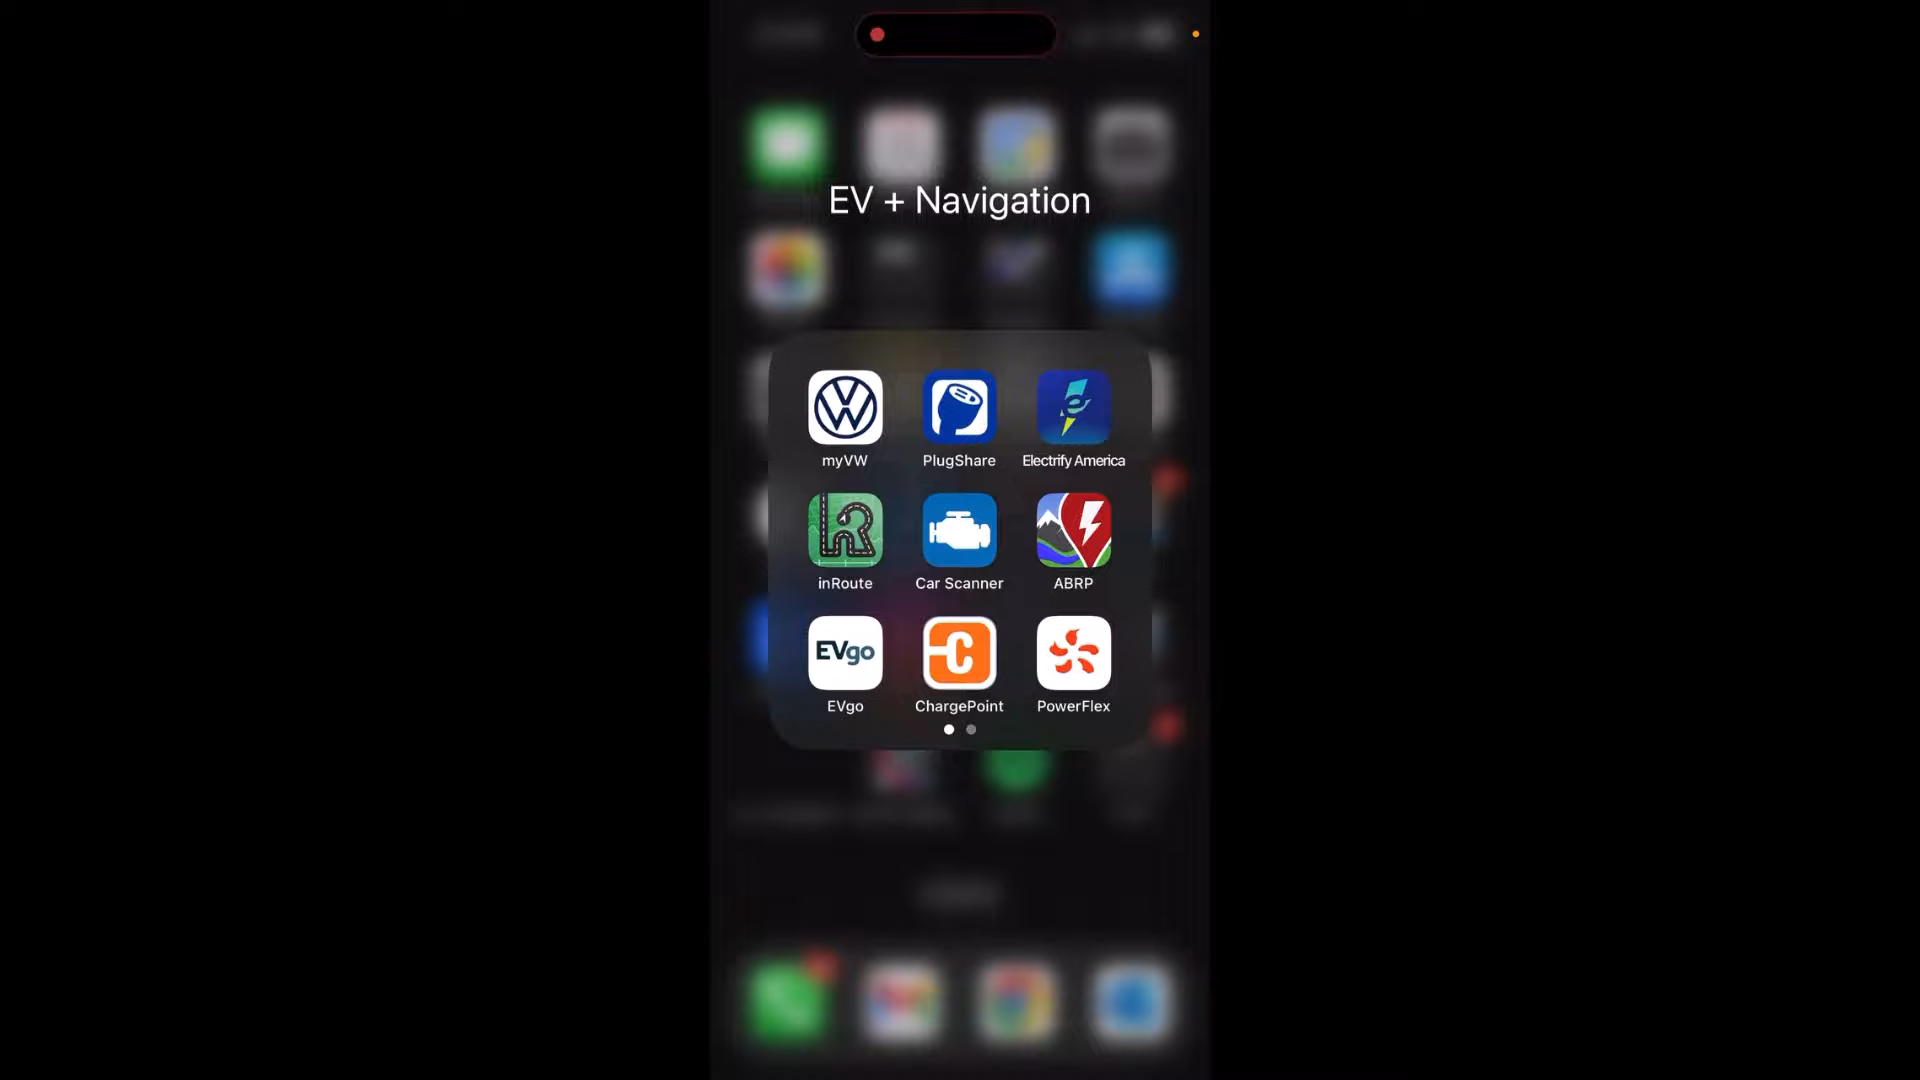 EV + Navigation
myVW
PlugShare
Electrify America
inRoute
Car Scanner
ABRP
EVgo
EVgo
ChargePoint
PowerFlex